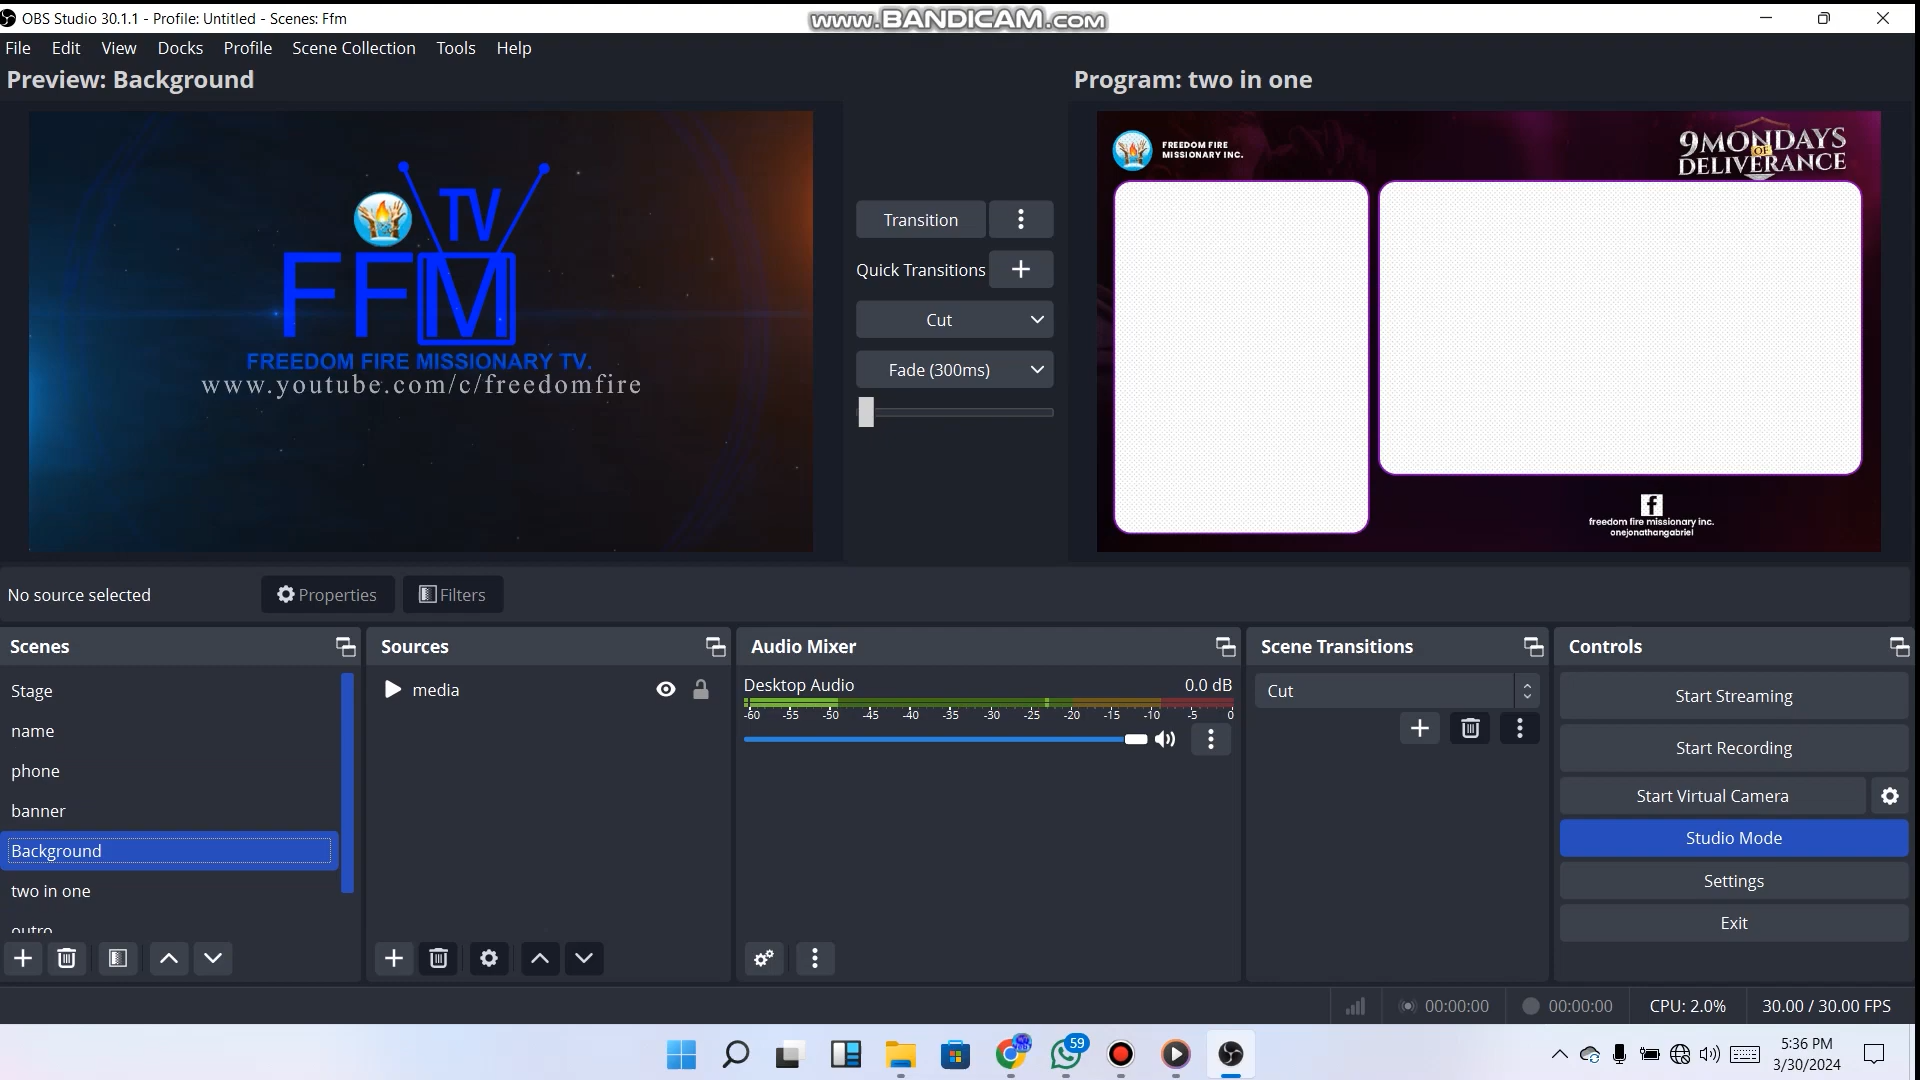 OBS Studio 30.1.1 - Profile: Untitled - Scenes: Ffm
www.BANDICAM.com
File Edit View Docks Profile Scene Collection Tools Help
Preview: Background
Program: two in one
TV
FFM
FREEDOM FIRE MISSIONARY TV.
www.youtube.com/c/freedomfire
Transition
Quick Transitions
Cut
Fade (300ms)
FREEDOM FIRE
MISSIONARY INC.
9MONDAYS
OF
DELIVERANCE
f
freedom fire missionary inc.
onejonathangabriel
No source selected
Properties
Filters
Scenes
Stage
name
phone
banner
Background
two in one
outro
Sources
media
Audio Mixer
Desktop Audio 0.0 dB
-60 -55 -50 -45 -40 -35 -30 -25 -20 -15 -10 -5 0
Scene Transitions
Cut
Controls
Start Streaming
Start Recording
Start Virtual Camera
Studio Mode
Settings
Exit
00:00:00
00:00:00
CPU: 2.0%
30.00 / 30.00 FPS
59
5:36 PM
3/30/2024